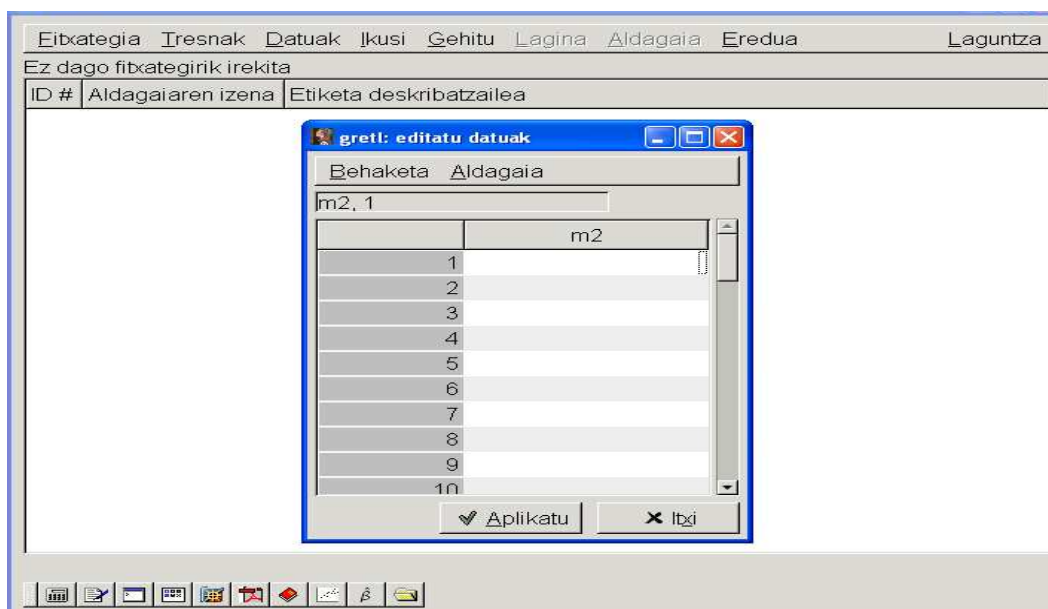 Fitxategia Tresnak Datuak Ikusi Gehitu Lagina Aldagaia Eredua Laguntza
Ez dago fitxategirik irekita
ID # Aldagaiaren izena Etiketa deskribatzailea
gretl: editatu datuak
Behaketa Aldagaia
m2, 1
m2
1
2
3
4
5
6
7
8
9
10
Aplikatu Itxi
β̂